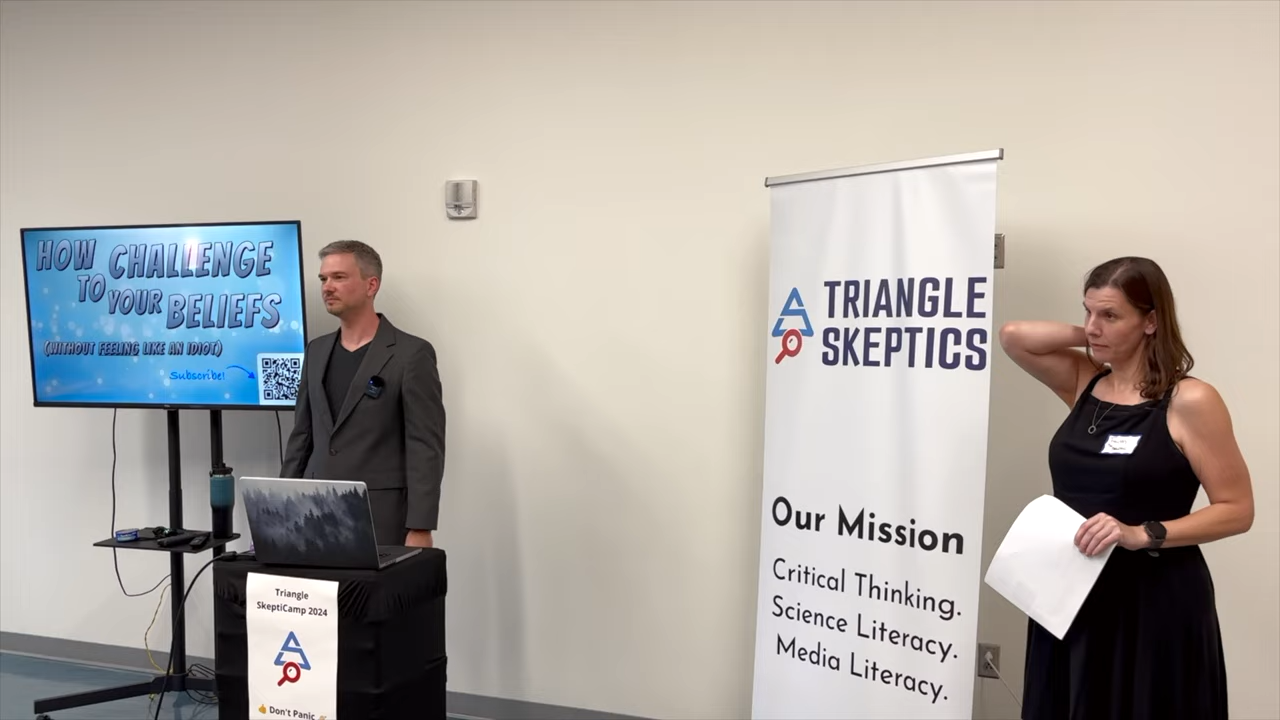 HOW CHALLENGE
TO YOUR BELIEFS
(WITHOUT FEELING LIKE AN IDIOT)
Subscribe!
Triangle
SkeptiCamp 2024
👍 Don't Panic
TRIANGLE
SKEPTICS
Our Mission
Critical Thinking.
Science Literacy.
Media Literacy.